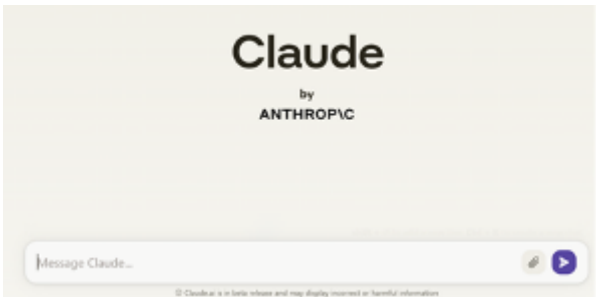 Claude
by
ANTHROP\C
Message Claude...
Claude.ai is in beta release and may display incorrect or harmful information